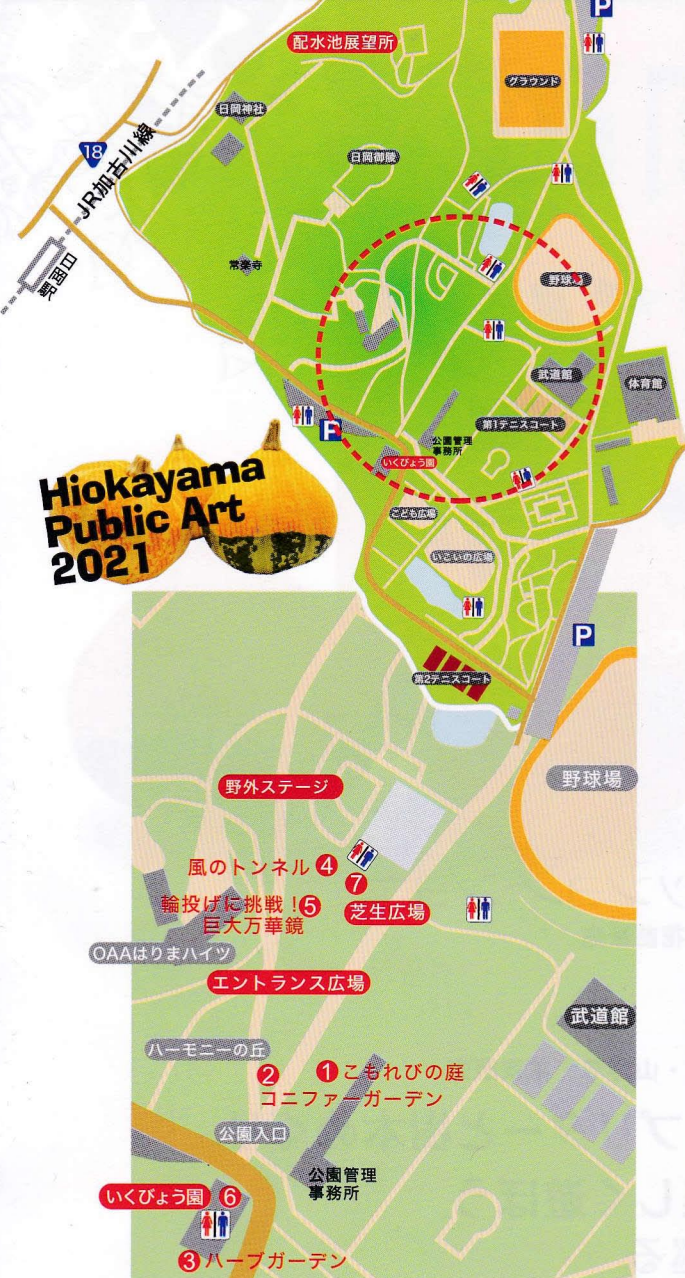 P
配水池展望所
グラウンド
日岡神社
18
JR加古川線
日岡御陵
日岡駅
常楽寺
野球場
武道館
体育館
第1テニスコート
公園管理
事務所
P
いくびょう園
こども広場
いこいの広場
Hiokayama
Public Art
2021
P
第2テニスコート
野球場
野外ステージ
風のトンネル 4
7
輪投げに挑戦！5
巨大万華鏡
芝生広場
OAAはりまハイツ
エントランス広場
武道館
ハーモニーの丘
2
1 こもれびの庭
コニファーガーデン
公園入口
公園管理
事務所
いくびょう園 6
3 ハーブガーデン